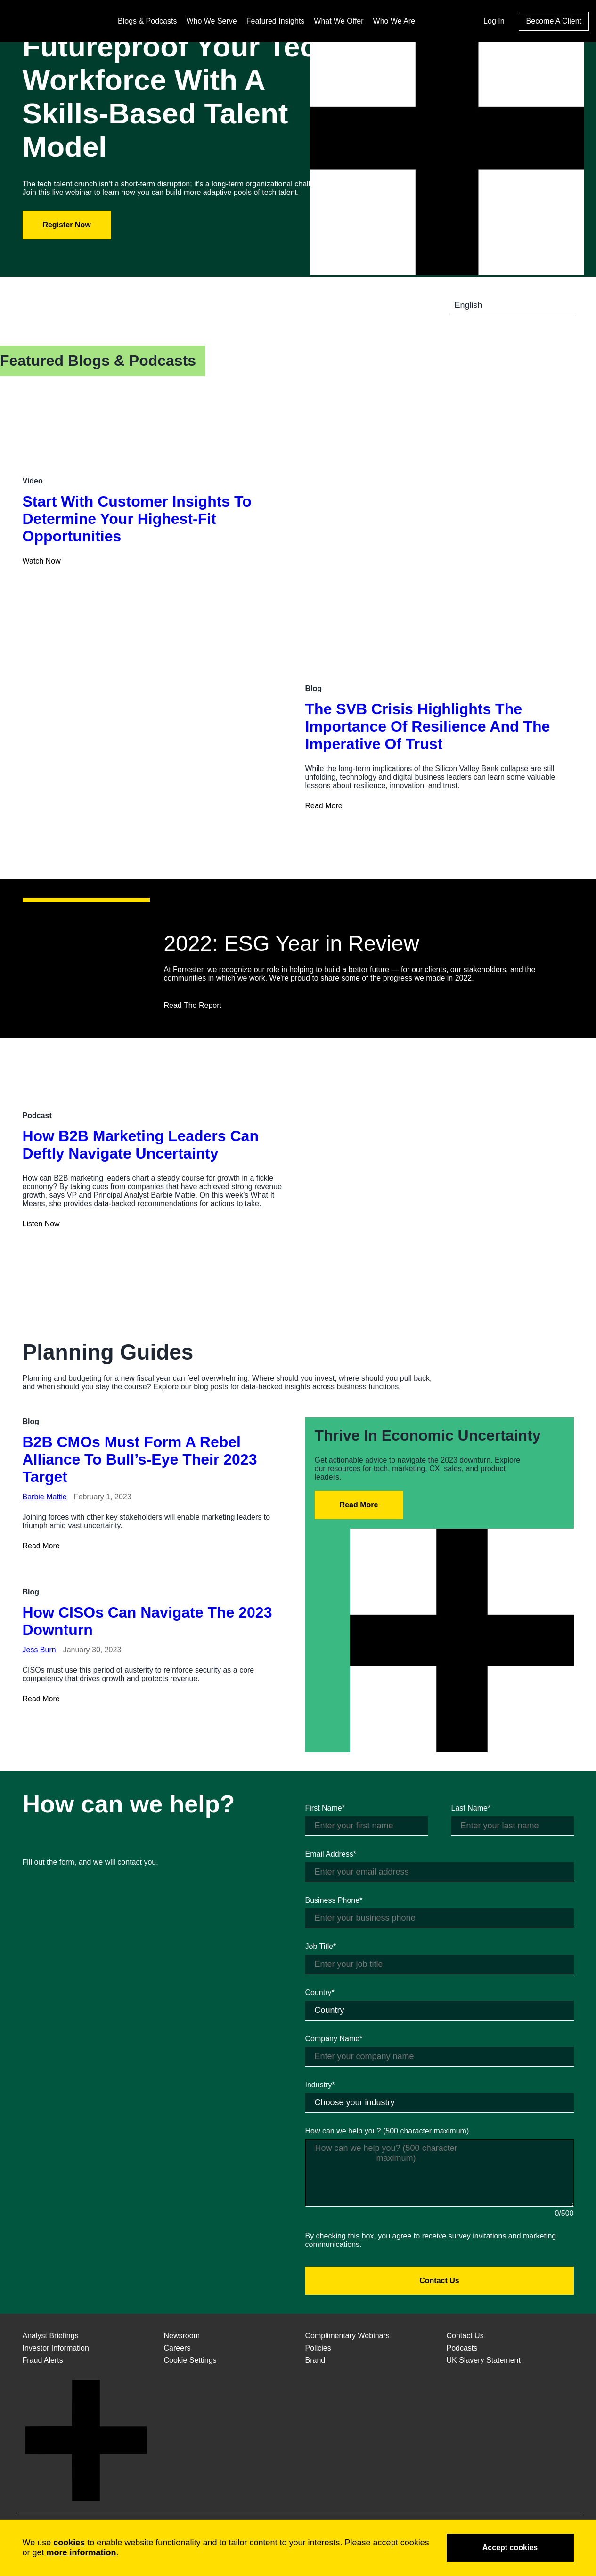 Blogs & Podcasts Who We Serve Featured Insights What We Offer Who We Are Log In Become A Client
Futureproof Your
Workforce With A
Skills-Based Talent
Model
The tech talent crunch isn't a short-term disruption; it's a long-term organizational
Join this live webinar to learn how you can build more adaptive pools of tech talent.
Register Now
English
Featured Blogs & Podcasts
Video
Start With Customer Insights To
Determine Your Highest-Fit
Opportunities
Watch Now
Blog
The SVB Crisis Highlights The
Importance Of Resilience And The
Imperative Of Trust
While the long-term implications of the Silicon Valley Bank collapse are still
unfolding, technology and digital business leaders can learn some valuable
lessons about resilience, innovation, and trust.
Read More
2022: ESG Year in Review
At Forrester, we recognize our role in helping to build a better future — for our clients, our stakeholders, and the
communities in which we work. We're proud to share some of the progress we made in 2022.
Read The Report
Podcast
How B2B Marketing Leaders Can
Deftly Navigate Uncertainty
How can B2B marketing leaders chart a steady course for growth in a fickle
economy? By taking cues from companies that have achieved strong revenue
growth, says VP and Principal Analyst Barbie Mattie. On this week's What It
Means, she provides data-backed recommendations for actions to take.
Listen Now
Planning Guides
Planning and budgeting for a new fiscal year can feel overwhelming. Where should you invest, where should you pull back,
and when should you stay the course? Explore our blog posts for data-backed insights across business functions.
Blog
B2B CMOs Must Form A Rebel
Alliance To Bull's-Eye Their 2023
Target
Barbie Mattie February 1, 2023
Joining forces with other key stakeholders will enable marketing leaders to
triumph amid vast uncertainty.
Read More
Blog
How CISOs Can Navigate The 2023
Downturn
Jess Burn January 30, 2023
CISOs must use this period of austerity to reinforce security as a core
competency that drives growth and protects revenue.
Read More
Thrive In Economic Uncertainty
Get actionable advice to navigate the 2023 downturn. Explore
our resources for tech, marketing, CX, sales, and product
leaders.
Read More
How can we help?
Fill out the form, and we will contact you.
First Name* Last Name*
Enter your first name Enter your last name
Email Address*
Enter your email address
Business Phone*
Enter your business phone
Job Title*
Enter your job title
Country*
Country
Company Name*
Enter your company name
Industry*
Choose your industry
How can we help you? (500 character maximum)
How can we help you? (500 character
maximum)
0/500
By checking this box, you agree to receive survey invitations and marketing
communications.
Contact Us
Analyst Briefings Newsroom Complimentary Webinars Contact Us
Investor Information Careers Policies Podcasts
Fraud Alerts Cookie Settings Brand UK Slavery Statement
We use cookies to enable website functionality and to tailor content to your interests. Please accept cookies
or get more information.
Accept cookies